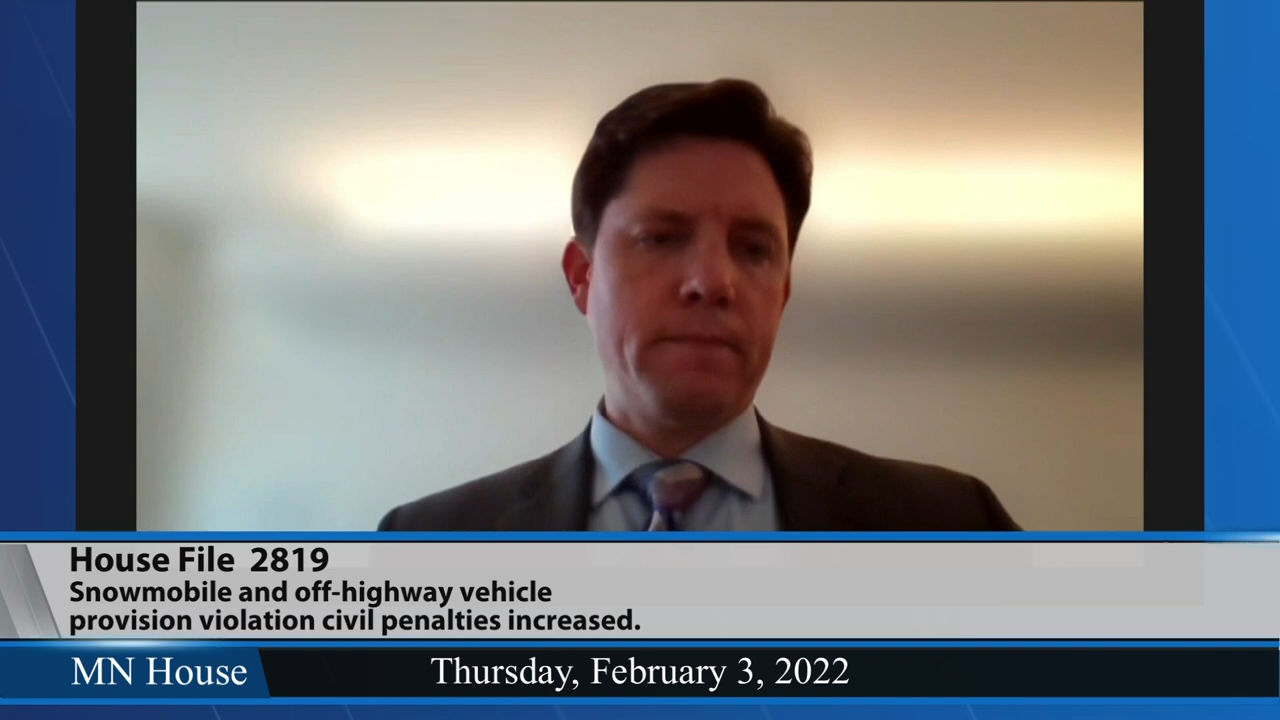 House File 2819
Snowmobile and off-highway vehicle
provision violation civil penalties increased.
MN House
Thursday, February 3, 2022